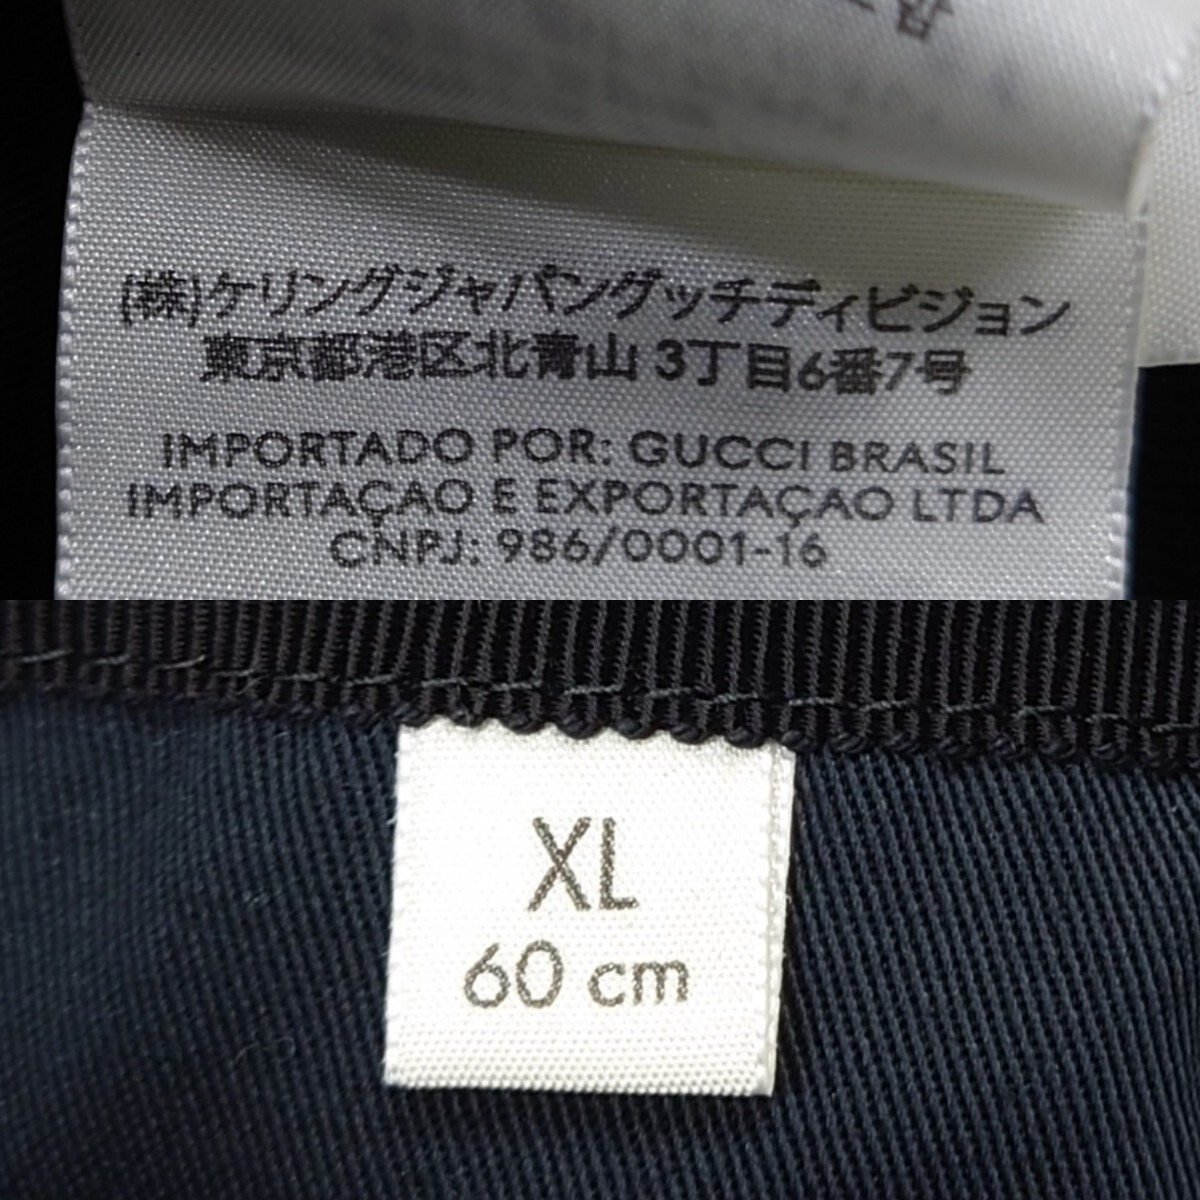 (株)ケリングジャパングッチディビジョン
東京都港区北青山 3丁目6番7号
IMPORTADO POR: GUCCI BRASIL
IMPORTAÇAO E EXPORTAÇAO LTDA
CNPJ: 986/0001-16
XL
60 cm